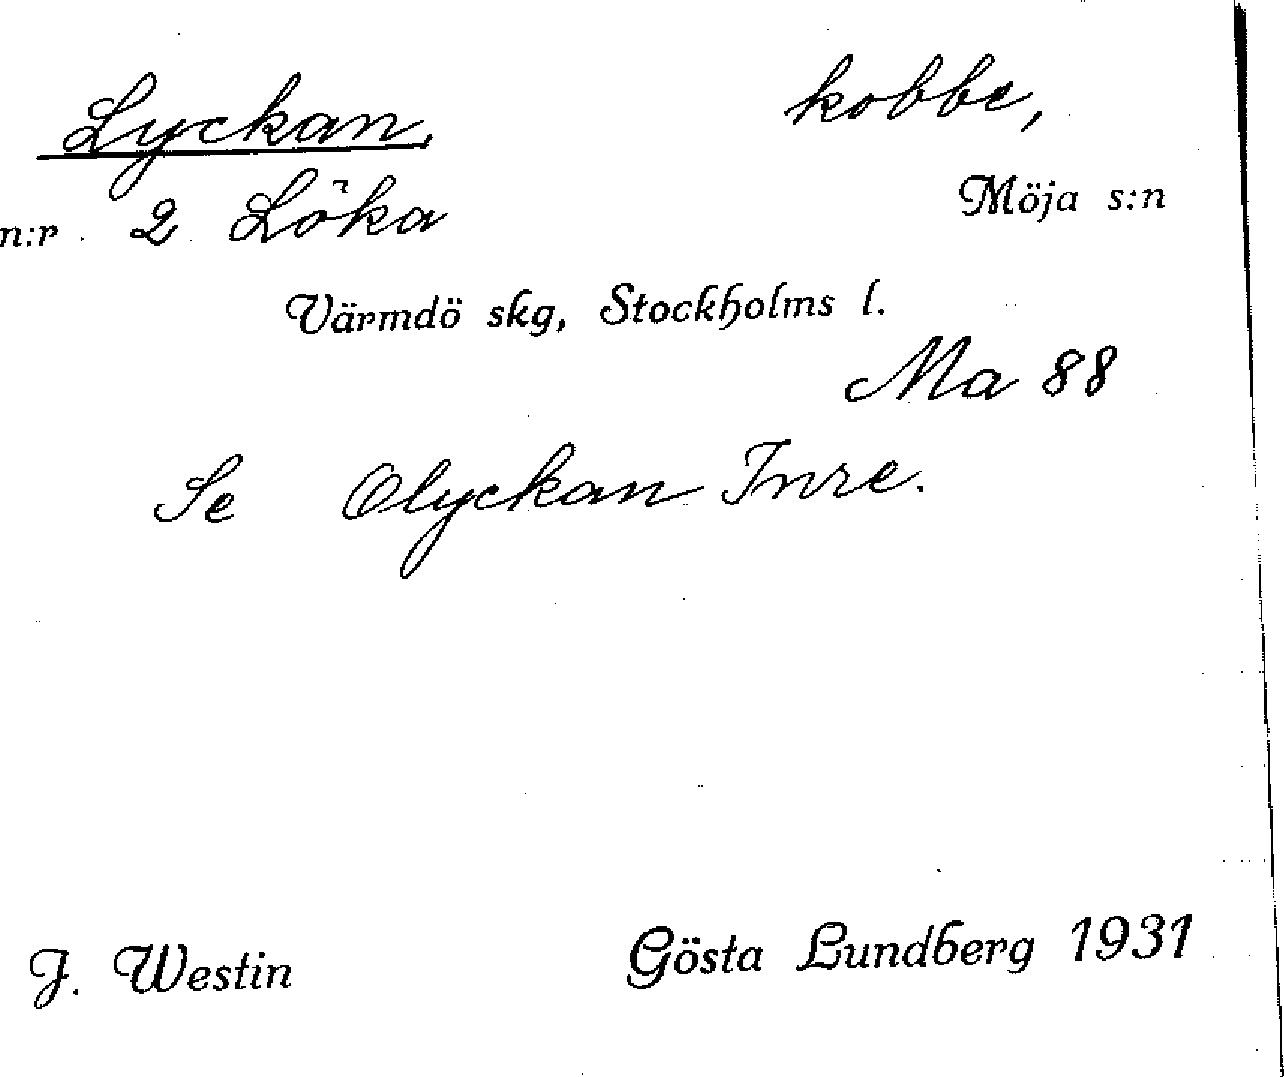 Lyckan, kobbe,
n:r 2 Löka Möja s:n
Värmdö skg, Stockholms l.
Ma 88
Se Olyckan Inre.
J. Westin Gösta Lundberg 1931